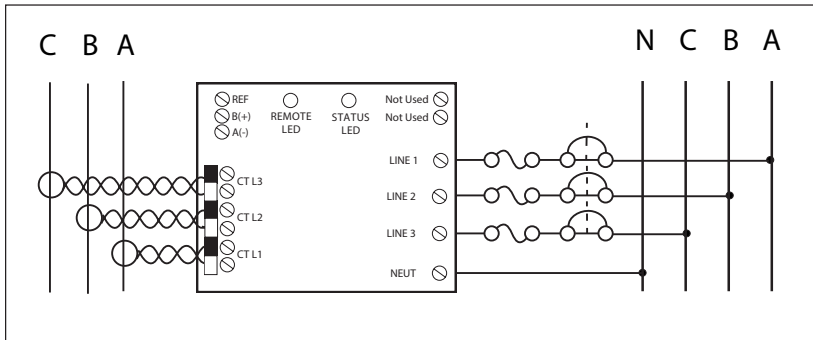 C B A
N C B A
REF
B(+)
A(-)
REMOTE
LED
STATUS
LED
Not Used
Not Used
CT L3
CT L2
CT L1
LINE 1
LINE 2
LINE 3
NEUT